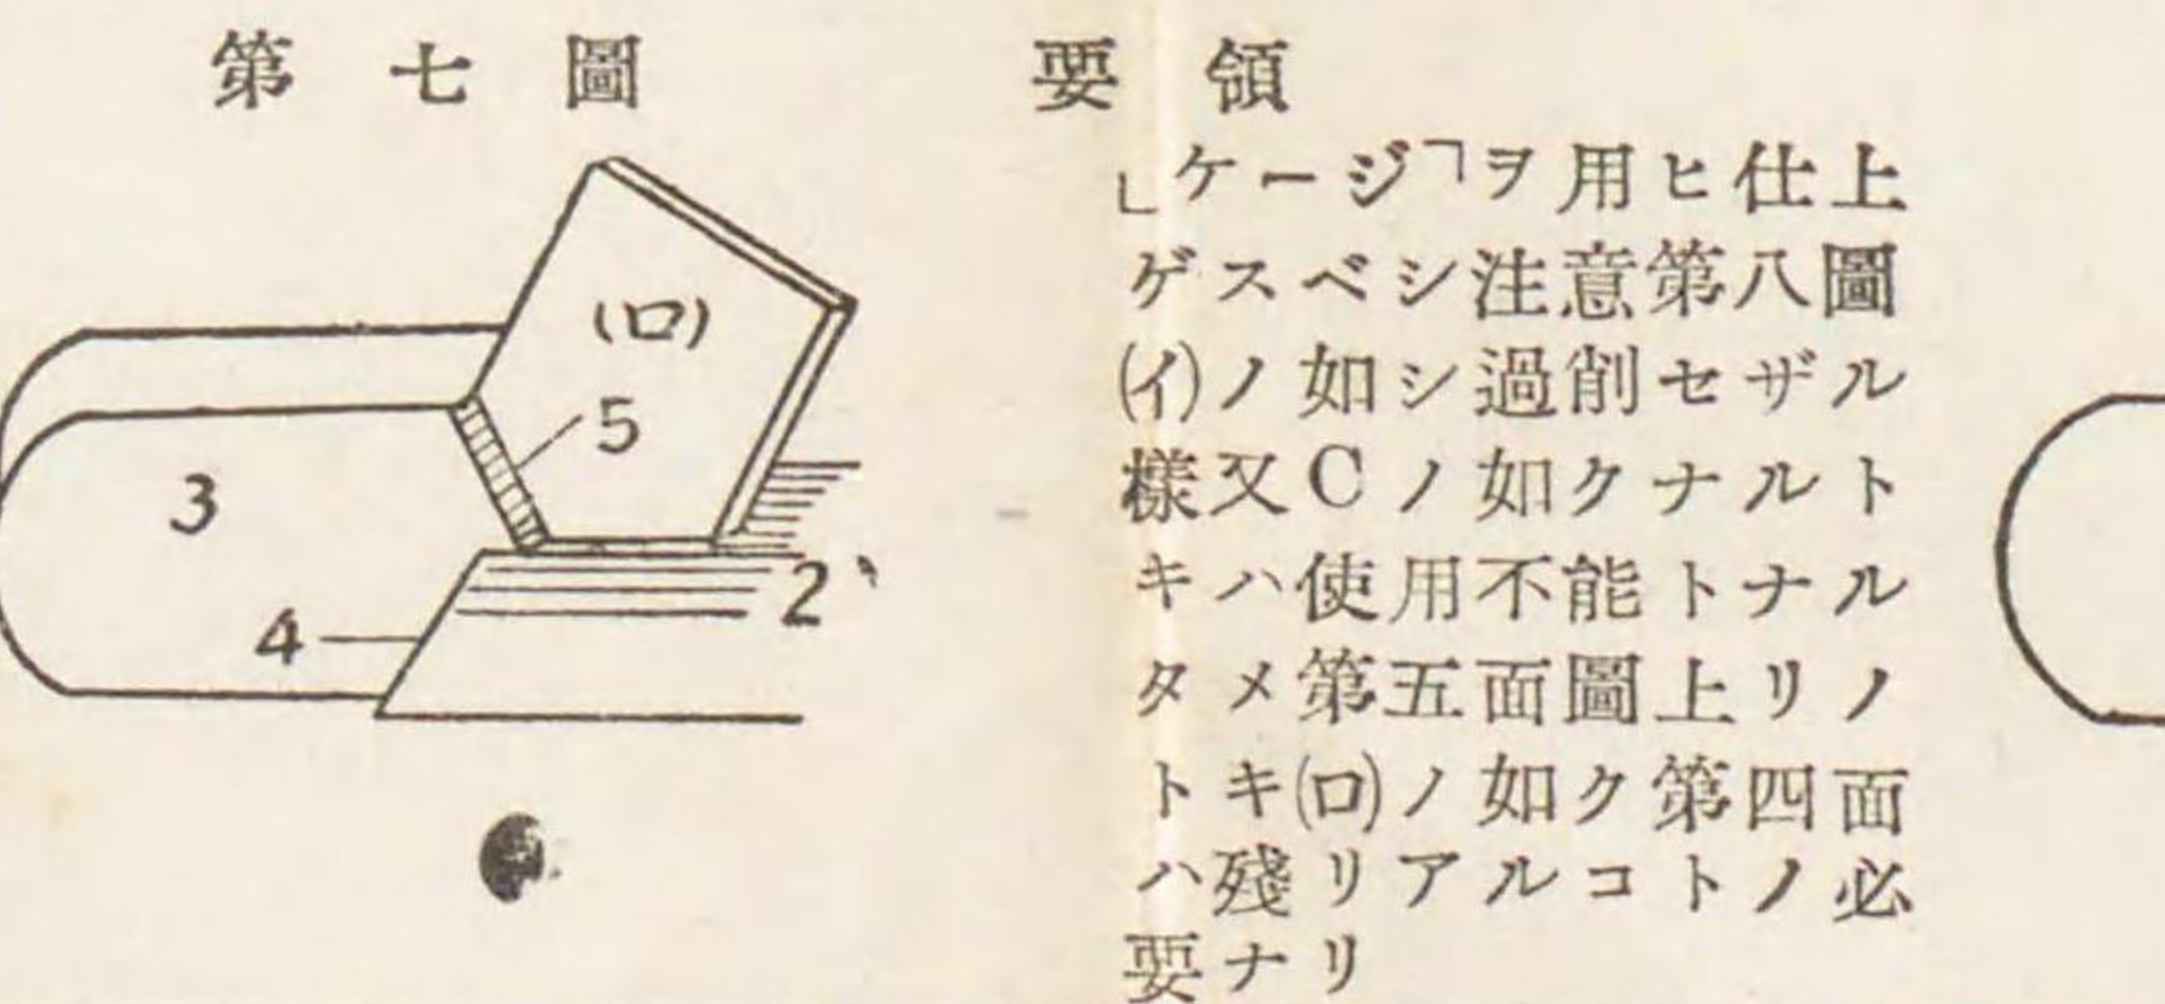 第七圖
(ロ)
5
3
2
4
要領
﹂ケージ﹁ヲ用ヒ仕上
ゲスベシ注意第八圖
(イ)ノ如シ過削セザル
樣又Cノ如クナルト
キハ使用不能トナル
タメ第五面圖上リノ
トキ(ロ)ノ如ク第四面
ハ殘リアルコトノ必
要ナリ